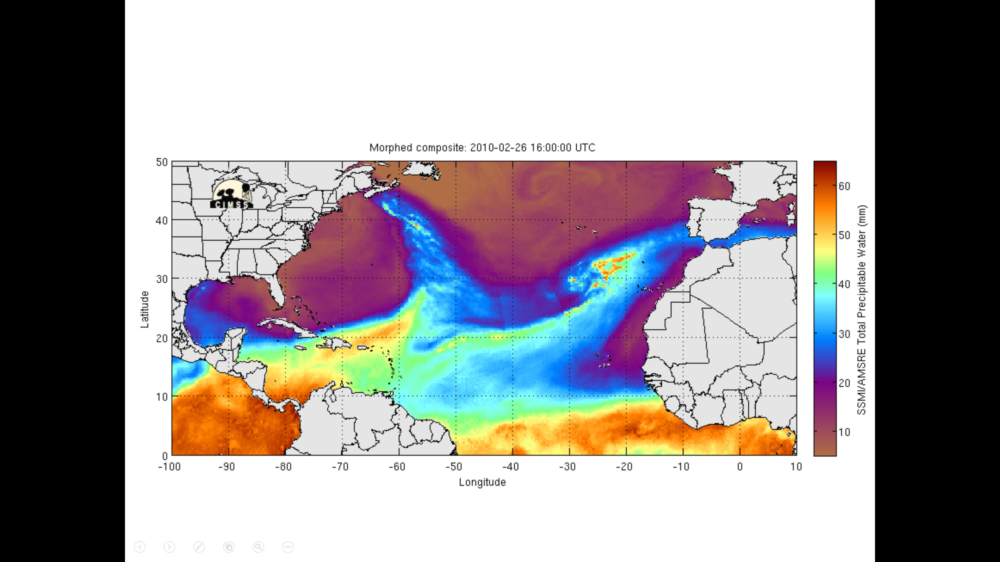 Morphed composite: 2010-02-26 16:00:00 UTC
CIMSS
50
40
30
20
10
0
Latitude
-100 -90 -80 -70 -60 -50 -40 -30 -20 -10 0 10
Longitude
60
50
40
30
20
10
SSMI/AMSRE Total Precipitable Water (mm)